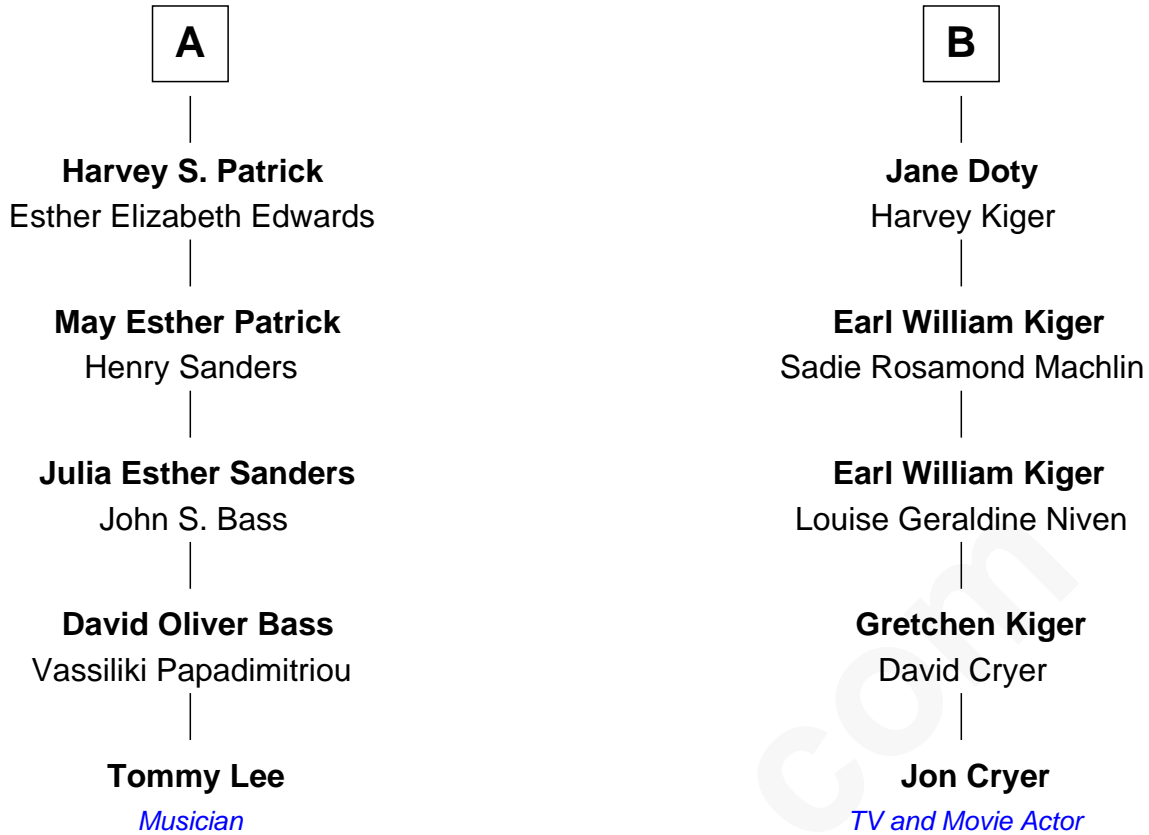 A
Harvey S. Patrick
Esther Elizabeth Edwards
May Esther Patrick
Henry Sanders
Julia Esther Sanders
John S. Bass
David Oliver Bass
Vassiliki Papadimitriou
Tommy Lee
Musician
B
Jane Doty
Harvey Kiger
Earl William Kiger
Sadie Rosamond Machlin
Earl William Kiger
Louise Geraldine Niven
Gretchen Kiger
David Cryer
Jon Cryer
TV and Movie Actor
com